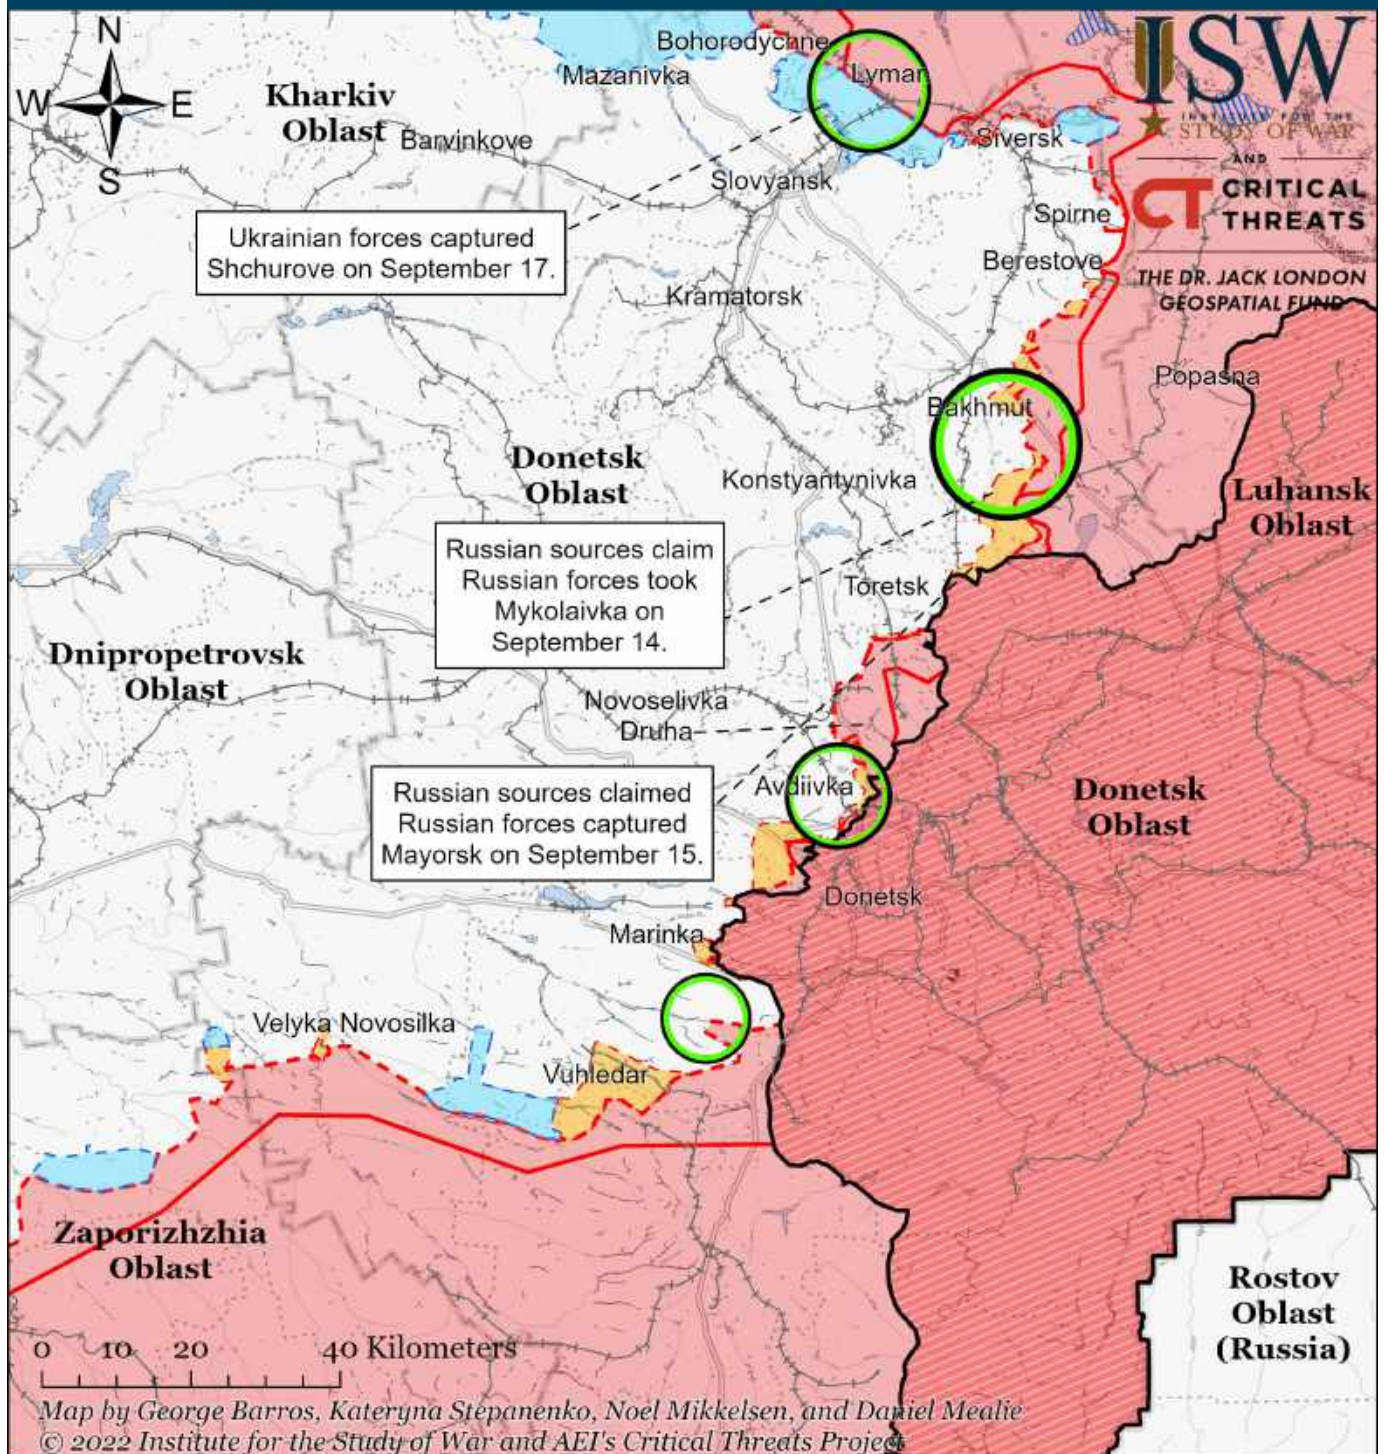 N
W
E
S
Kharkiv
Oblast
Barvinkove
Mazanivka
Bohorodychne
Lyman
Siversk
Slovyansk
Spirne
Berestove
Kramatorsk
ISW
INSTITUTE FOR THE
STUDY OF WAR
AND
CT CRITICAL
THREATS
THE DR. JACK LONDON
GEOSPATIAL FUND
Ukrainian forces captured
Shchurove on September 17.
Popasna
Bakhmut
Donetsk
Oblast
Konstyantynivka
Luhansk
Oblast
Russian sources claim
Russian forces took
Mykolaivka on
September 14.
Toretsk
Dnipropetrovsk
Oblast
Novoselivka
Druha
Avdiivka
Donetsk
Oblast
Russian sources claimed
Russian forces captured
Mayorsk on September 15.
Donetsk
Marinka
Velyka Novosilka
Vuhledar
Zaporizhzhia
Oblast
Rostov
Oblast
(Russia)
0 10 20 40 Kilometers
Map by George Barros, Kateryna Stepanenko, Noel Mikkelsen, and Daniel Mealie
© 2022 Institute for the Study of War and AEI's Critical Threats Project